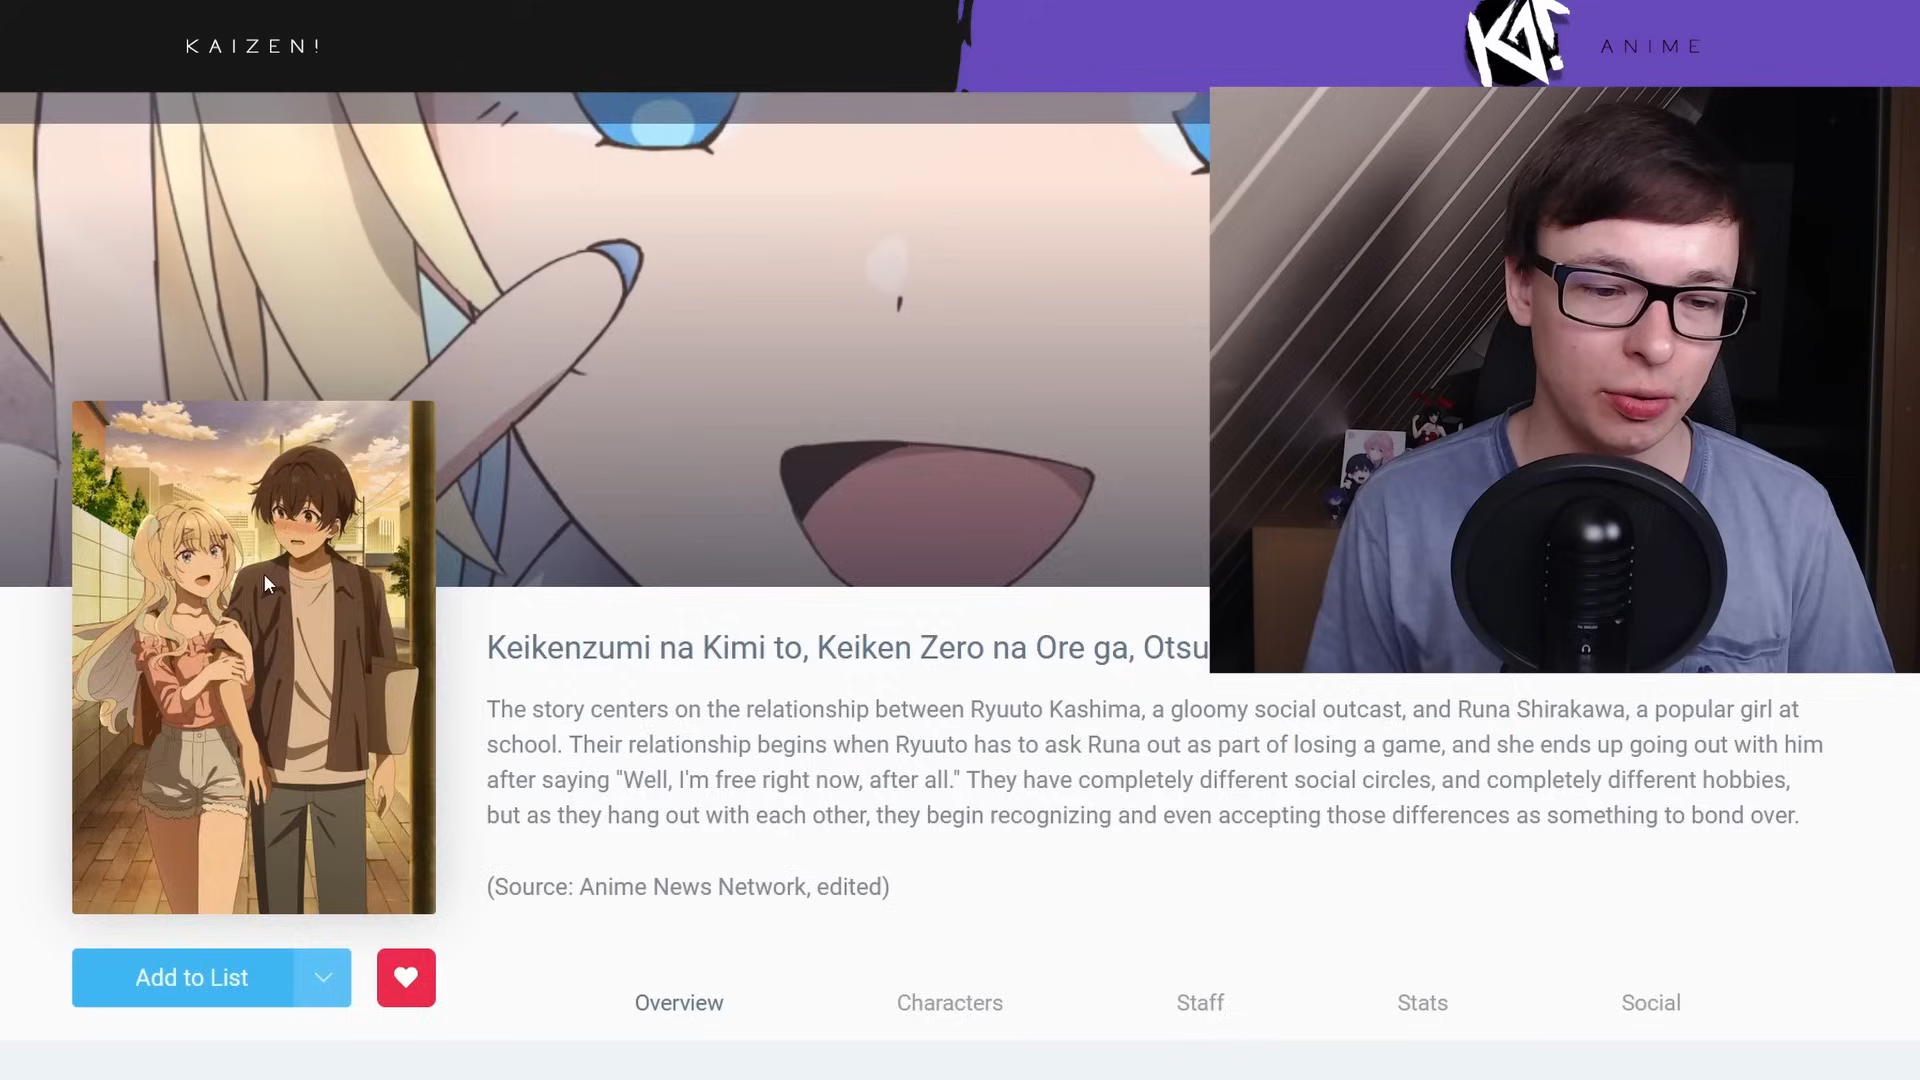 KAIZEN!
KAI!
ANIME
Keikenzumi na Kimi to, Keiken Zero na Ore ga, Otsu
The story centers on the relationship between Ryuuto Kashima, a gloomy social outcast, and Runa Shirakawa, a popular girl at
school. Their relationship begins when Ryuuto has to ask Runa out as part of losing a game, and she ends up going out with him
after saying "Well, I'm free right now, after all." They have completely different social circles, and completely different hobbies,
but as they hang out with each other, they begin recognizing and even accepting those differences as something to bond over.
(Source: Anime News Network, edited)
Add to List
Overview
Characters
Staff
Stats
Social